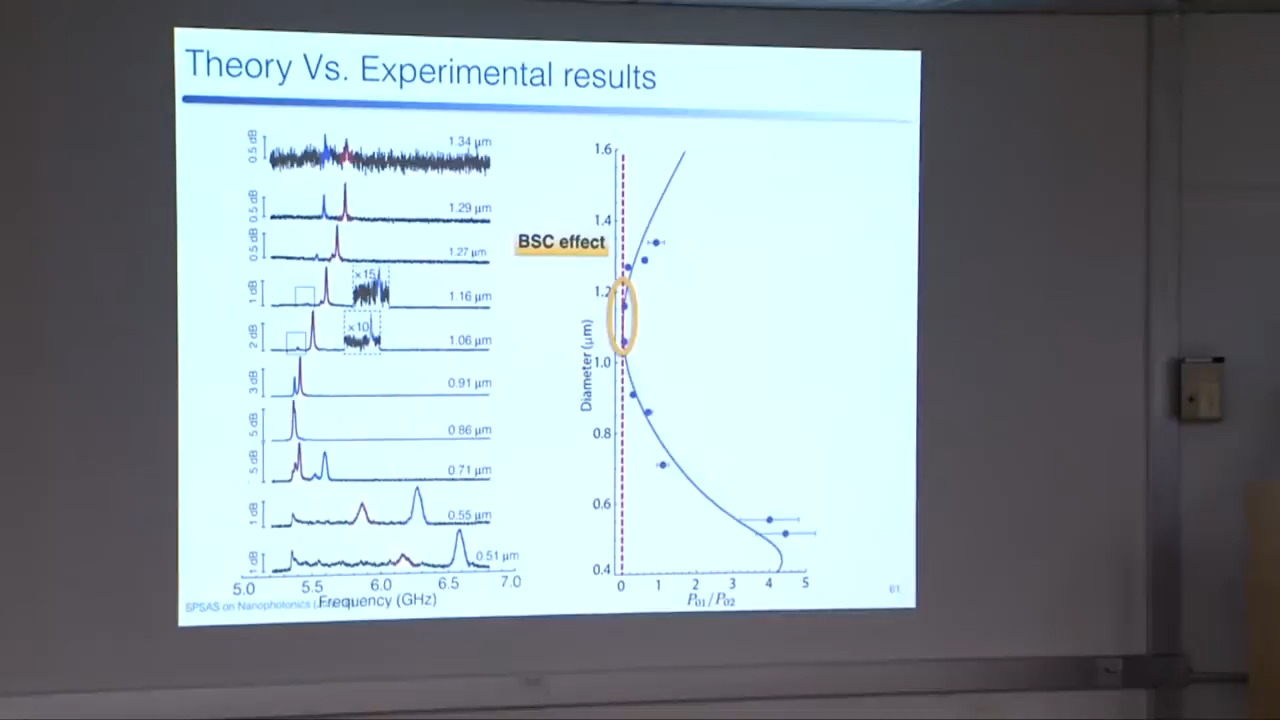 Theory Vs. Experimental results
0.5 dB
1.34 μm
0.5 dB
1.29 μm
0.5 dB
1.27 μm
1 dB
×15
1.16 μm
2 dB
×10
1.06 μm
3 dB
0.91 μm
5 dB
0.86 μm
5 dB
0.71 μm
1 dB
0.55 μm
1 dB
0.51 μm
5.0 5.5 6.0 6.5 7.0
Frequency (GHz)
BSC effect
1.6
1.4
1.2
1.0
0.8
0.6
0.4
Diameter (μm)
0 1 2 3 4 5
P01/P02
SPSAS on Nanophotonics
61